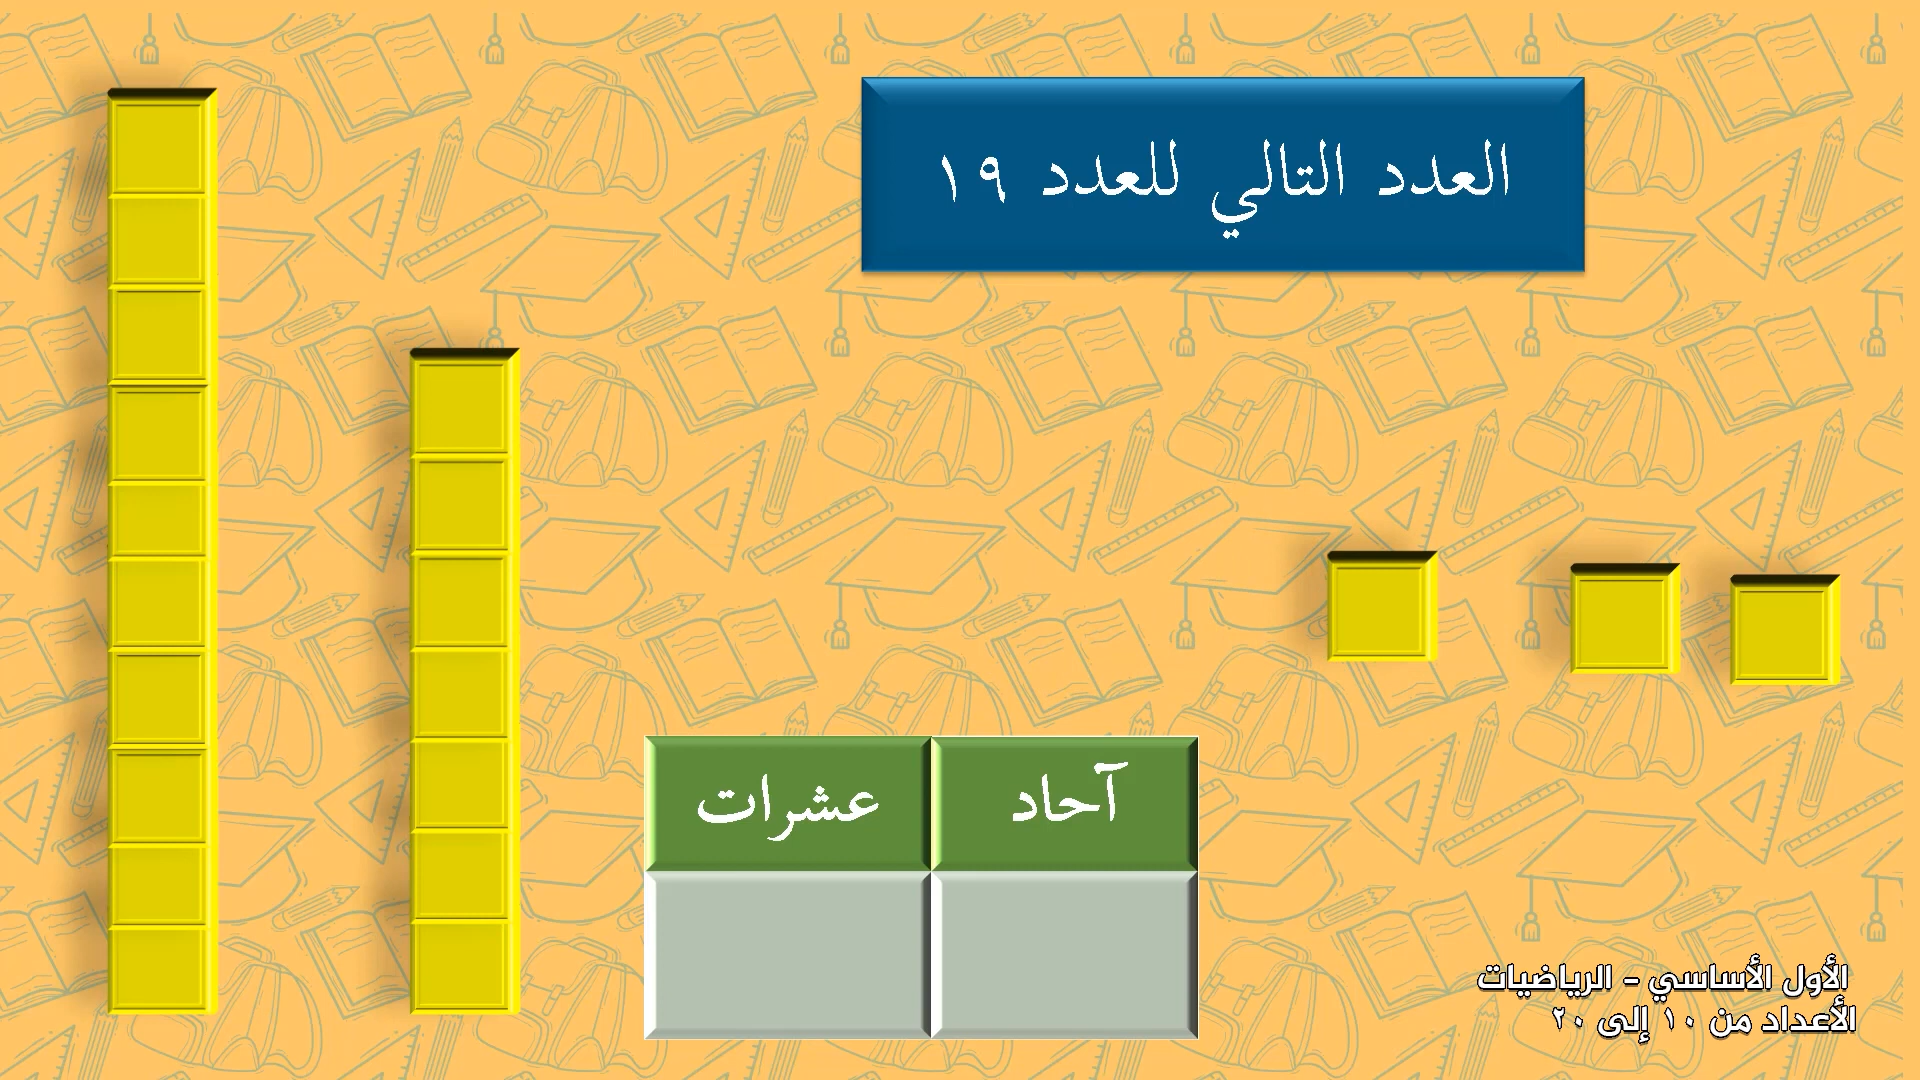 العدد التالي للعدد ١٩
آحاد
عشرات
الأول الأساسي - الرياضيات
الأعداد من ١٠ إلى ٢٠